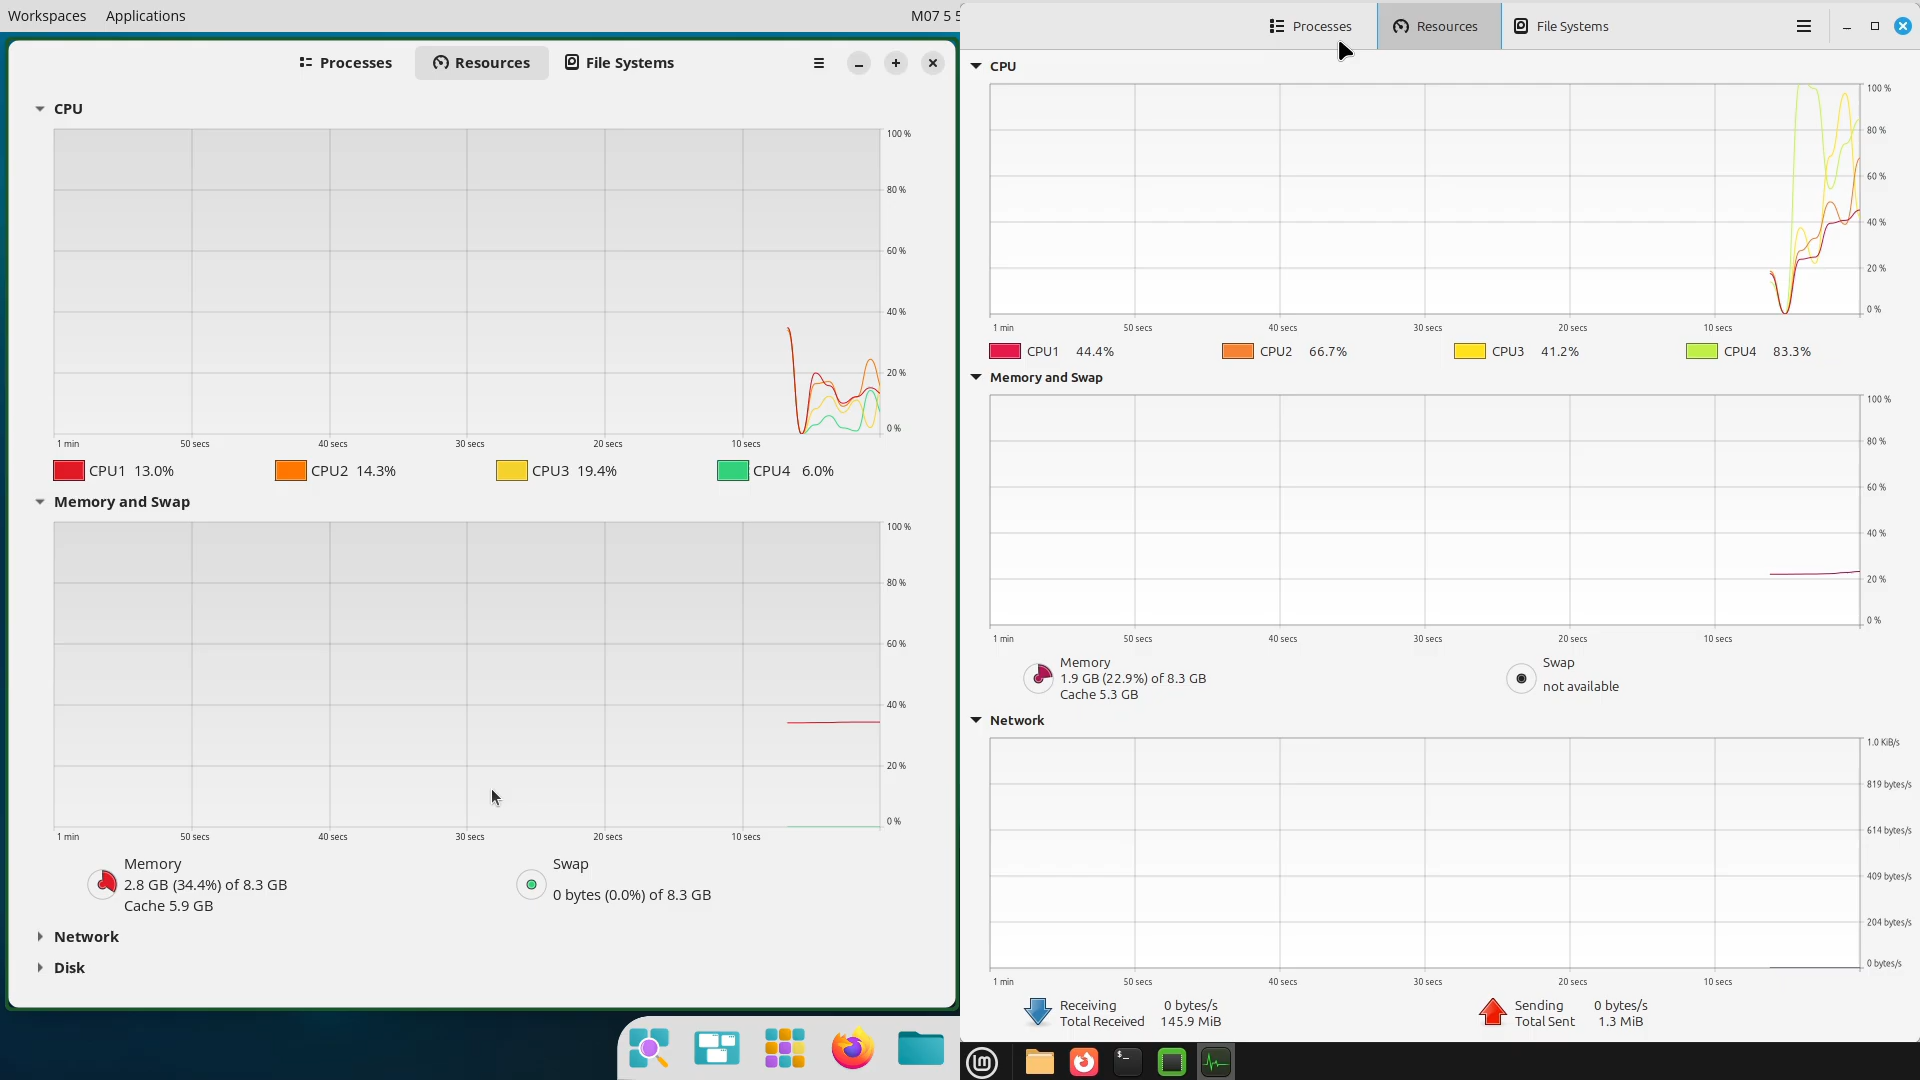 Workspaces Applications M07 5 5
Processes Resources File Systems
CPU
100 %
80 %
60 %
40 %
20 %
0 %
1 min 50 secs 40 secs 30 secs 20 secs 10 secs
CPU1 13.0% CPU2 14.3% CPU3 19.4% CPU4 6.0%
Memory and Swap
100 %
80 %
60 %
40 %
20 %
0 %
1 min 50 secs 40 secs 30 secs 20 secs 10 secs
Memory
2.8 GB (34.4%) of 8.3 GB
Cache 5.9 GB
Swap
0 bytes (0.0%) of 8.3 GB
Network
Disk
Processes Resources File Systems
CPU
100 %
80 %
60 %
40 %
20 %
0 %
1 min 50 secs 40 secs 30 secs 20 secs 10 secs
CPU1 44.4% CPU2 66.7% CPU3 41.2% CPU4 83.3%
Memory and Swap
100 %
80 %
60 %
40 %
20 %
0 %
1 min 50 secs 40 secs 30 secs 20 secs 10 secs
Memory
1.9 GB (22.9%) of 8.3 GB
Cache 5.3 GB
Swap
not available
Network
1.0 KiB/s
819 bytes/s
614 bytes/s
409 bytes/s
204 bytes/s
0 bytes/s
1 min 50 secs 40 secs 30 secs 20 secs 10 secs
Receiving 0 bytes/s
Total Received 145.9 MiB
Sending 0 bytes/s
Total Sent 1.3 MiB